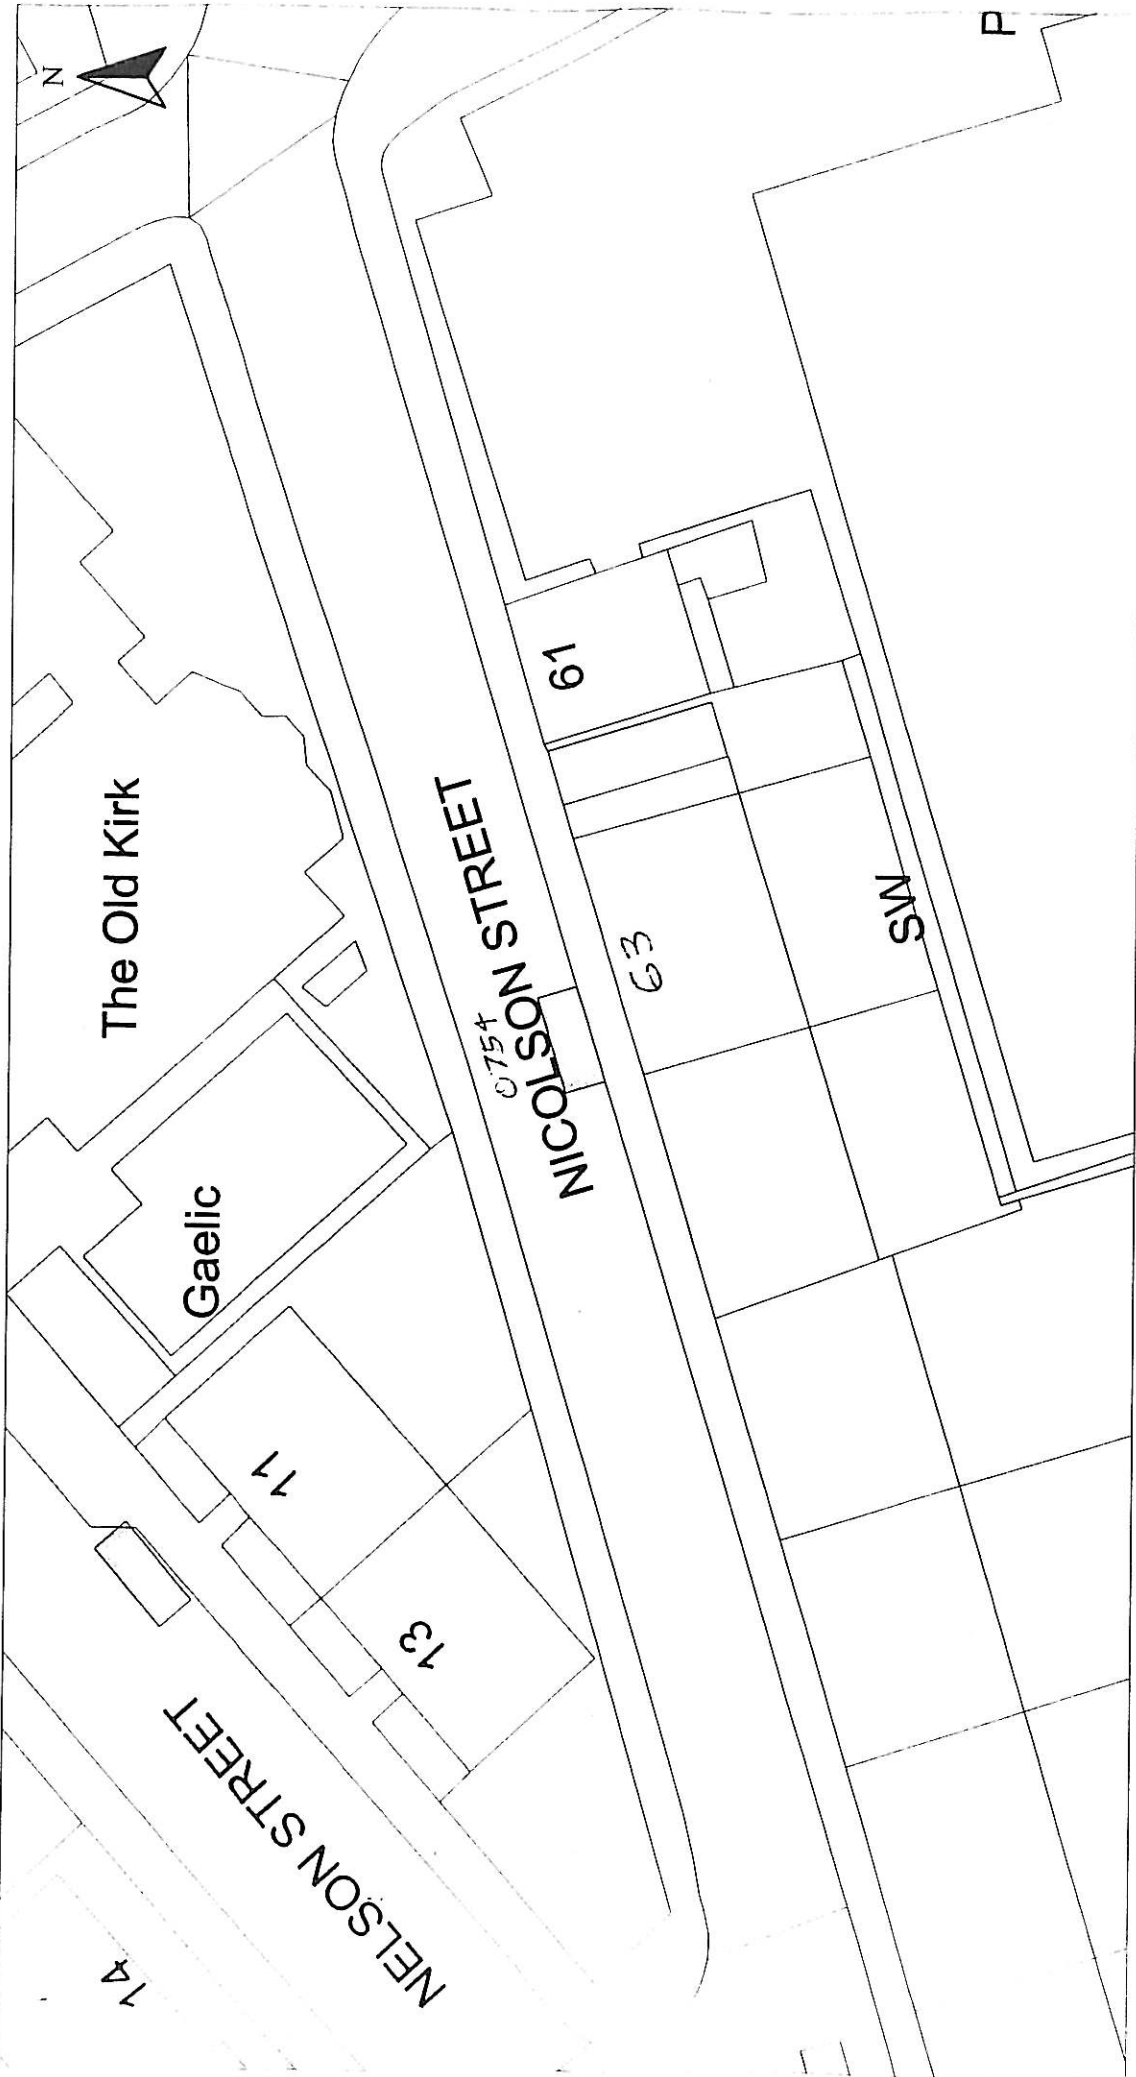 N
P
The Old Kirk
61
NICOLSON STREET
0754
63
SW
Gaelic
11
13
NELSON STREET
14